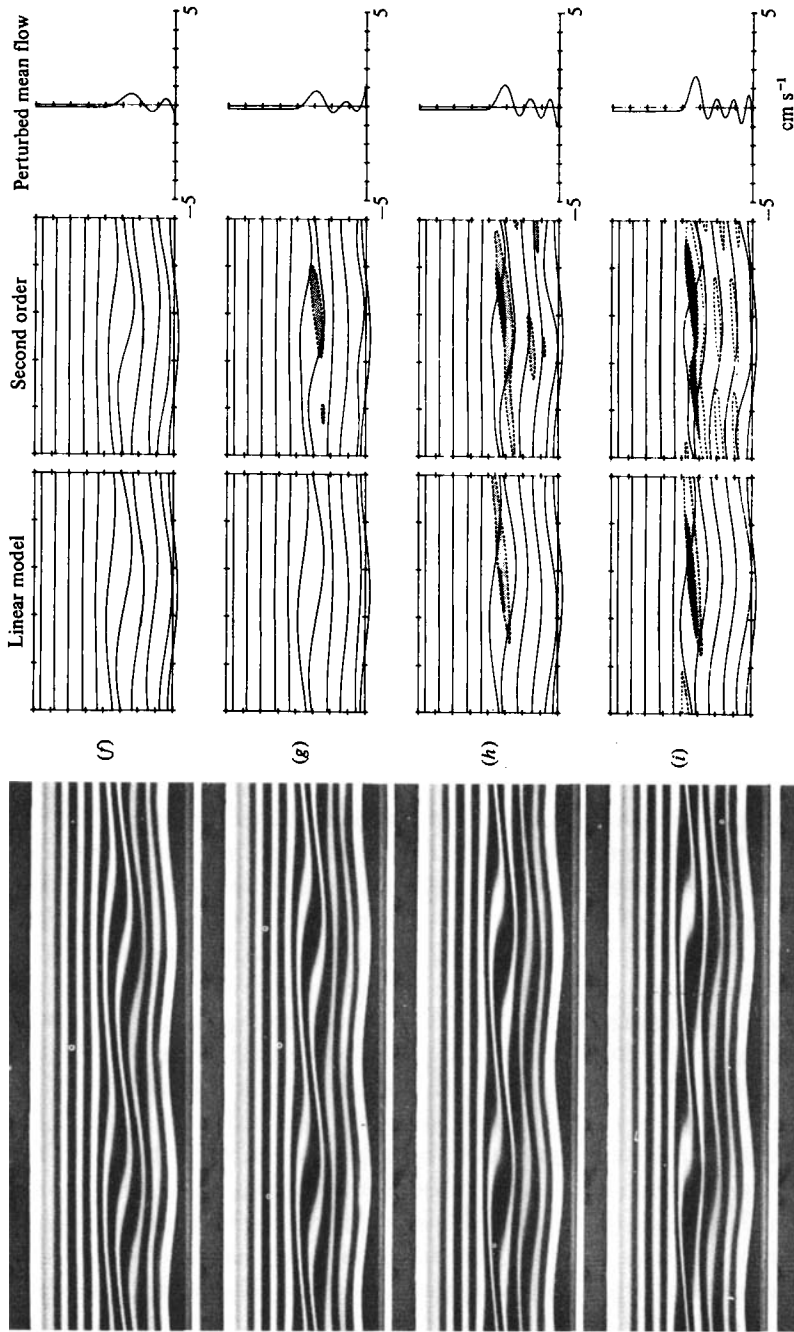 Linear model
Second order
Perturbed mean flow
(f)
5
(g)
5
(h)
5
(i)
−5
−5
−5
−5
5
cm s⁻¹